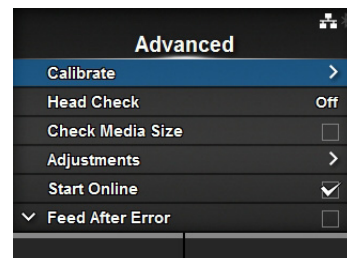 Advanced
Calibrate
Head Check Off
Check Media Size
Adjustments
Start Online
Feed After Error